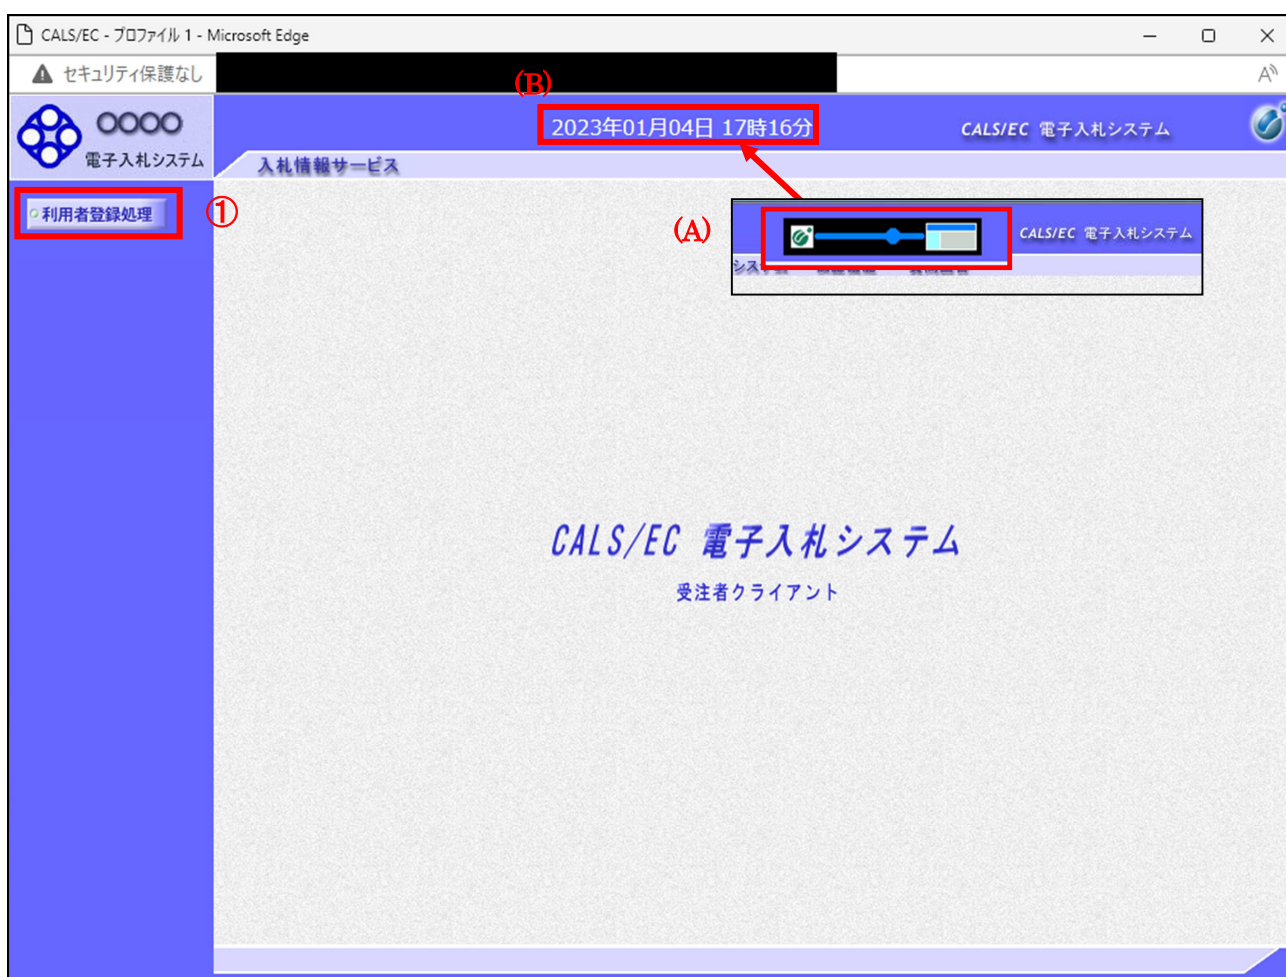 CALS/EC - プロファイル 1 - Microsoft Edge
セキュリティ保護なし
(B)
〇〇〇〇
電子入札システム
2023年01月04日 17時16分
CALS/EC 電子入札システム
入札情報サービス
利用者登録処理
①
(A)
CALS/EC 電子入札システム
CALS/EC 電子入札システム
受注者クライアント